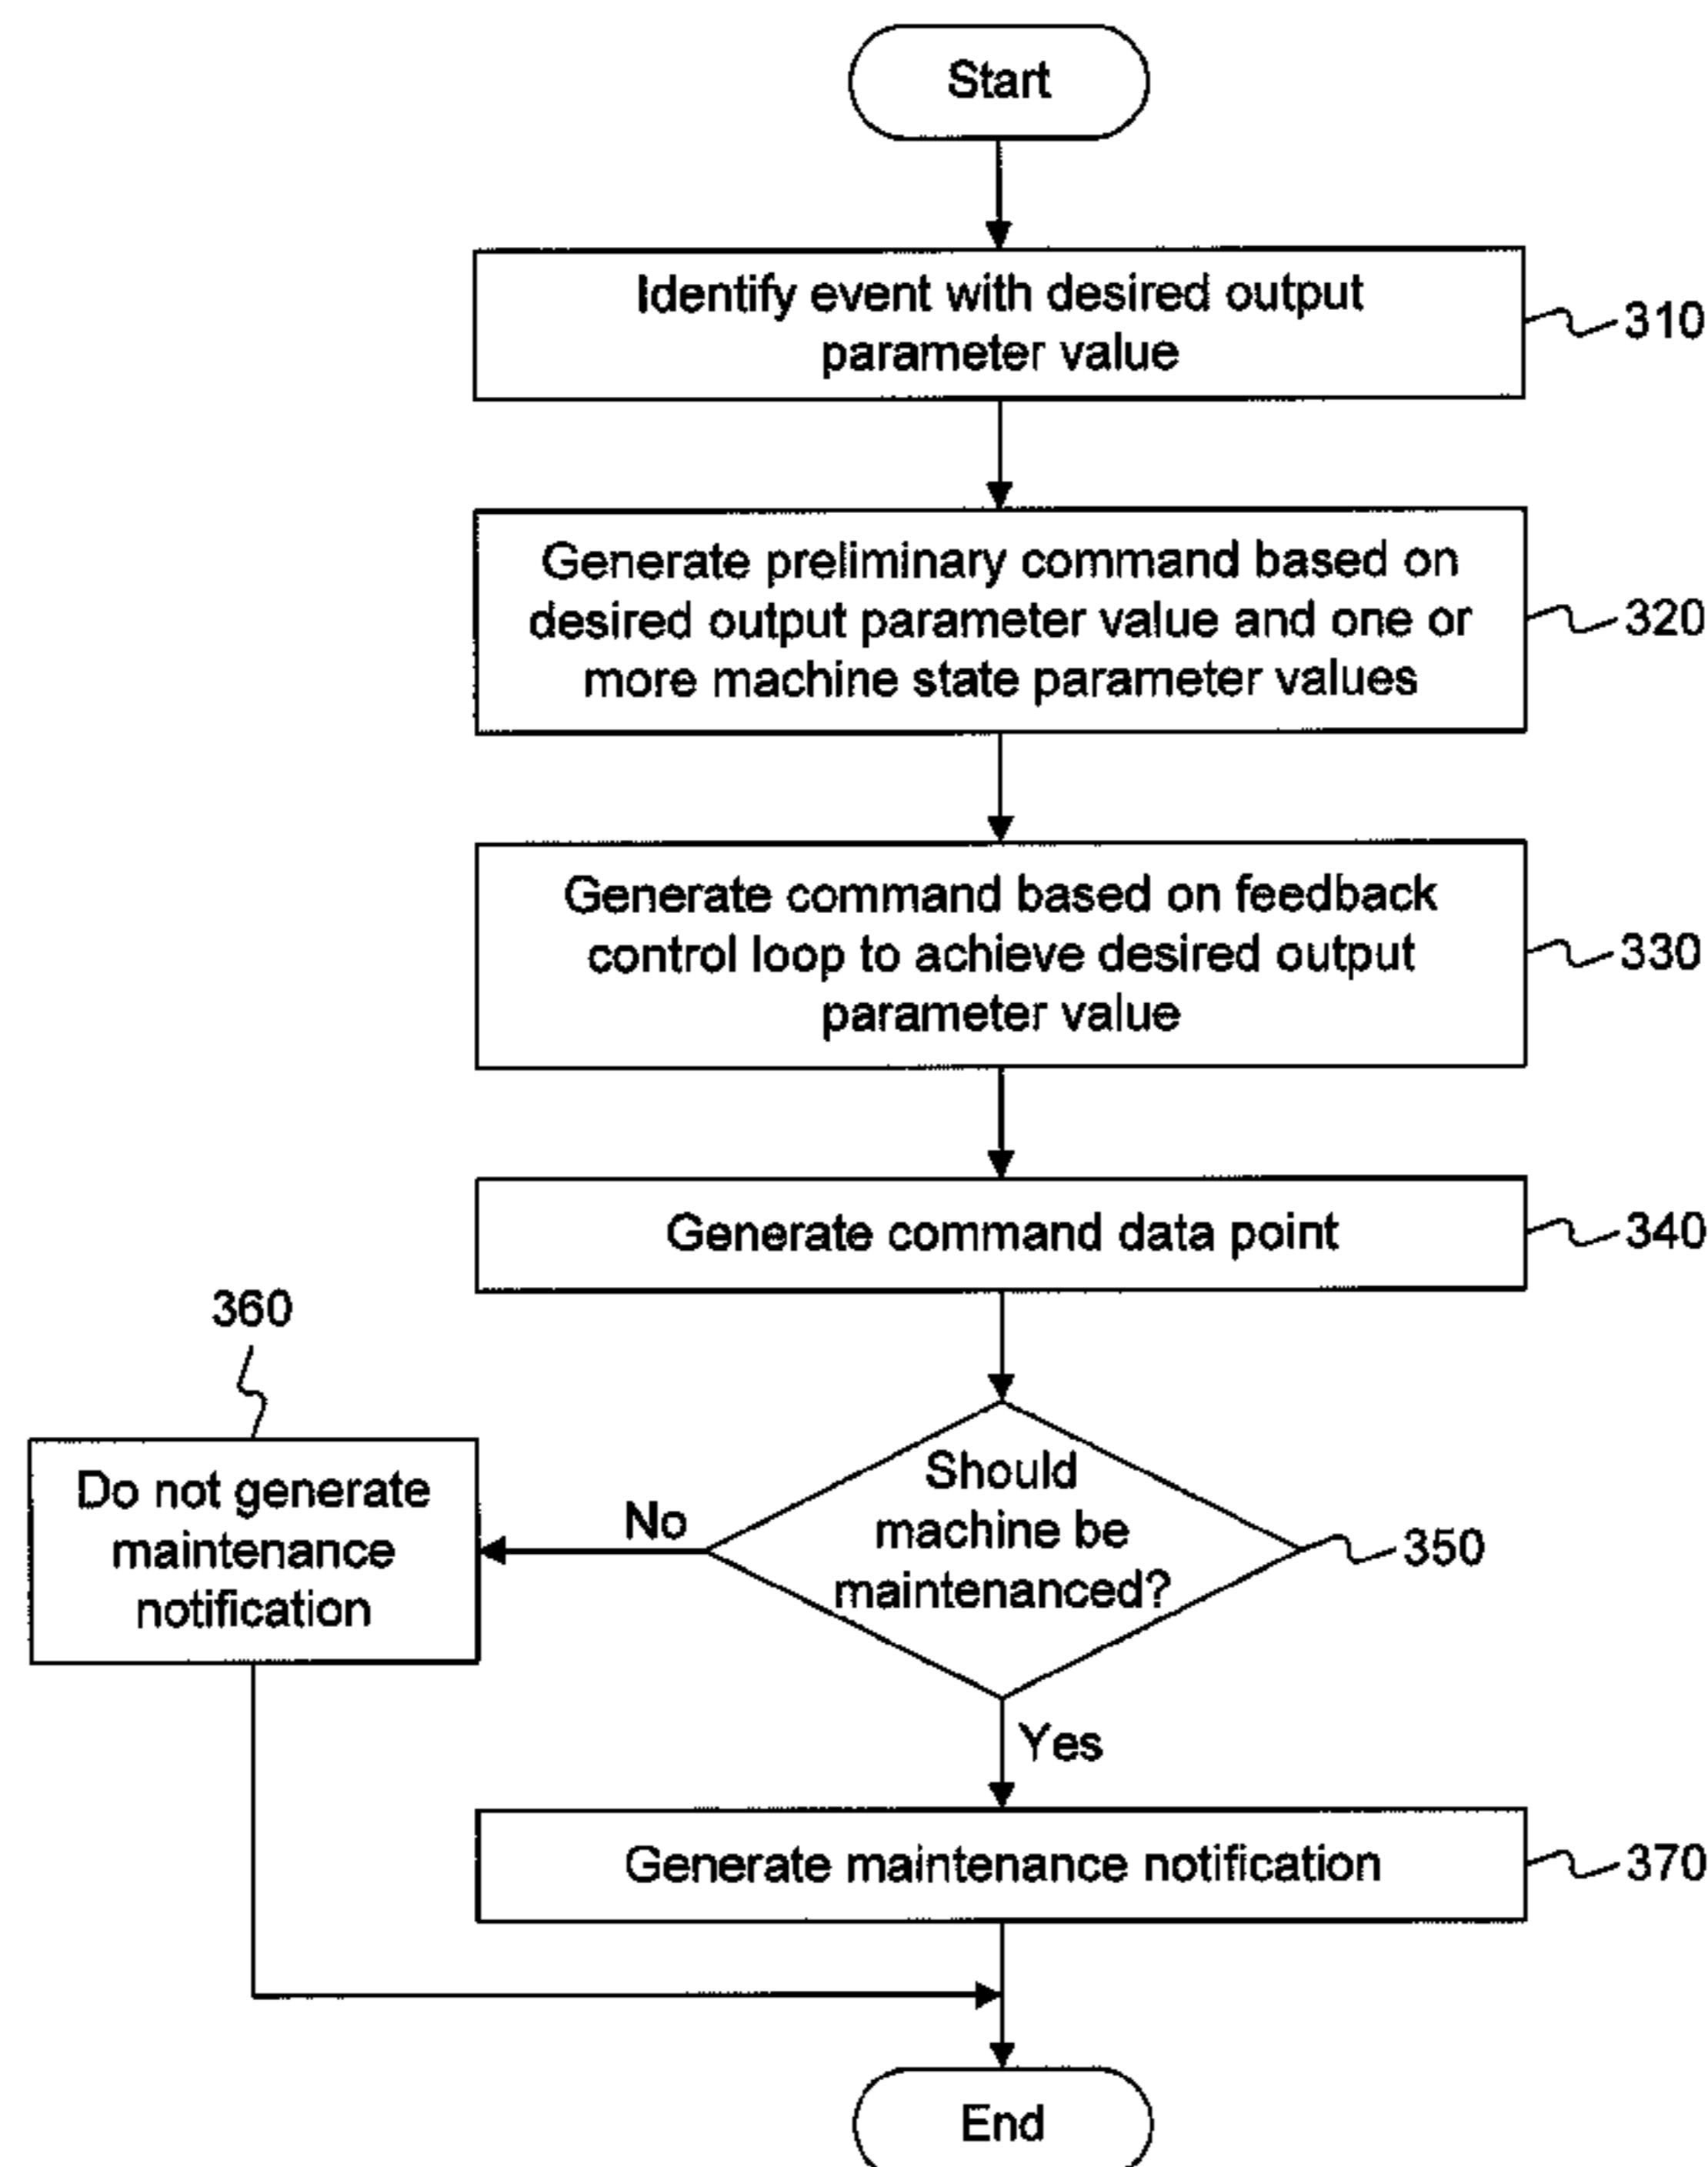 Start
Identify event with desired output
parameter value
310
Generate preliminary command based on
desired output parameter value and one or
more machine state parameter values
320
Generate command based on feedback
control loop to achieve desired output
parameter value
330
Generate command data point
340
360
Do not generate
maintenance
notification
No
Should
machine be
maintenanced?
350
Yes
Generate maintenance notification
370
End